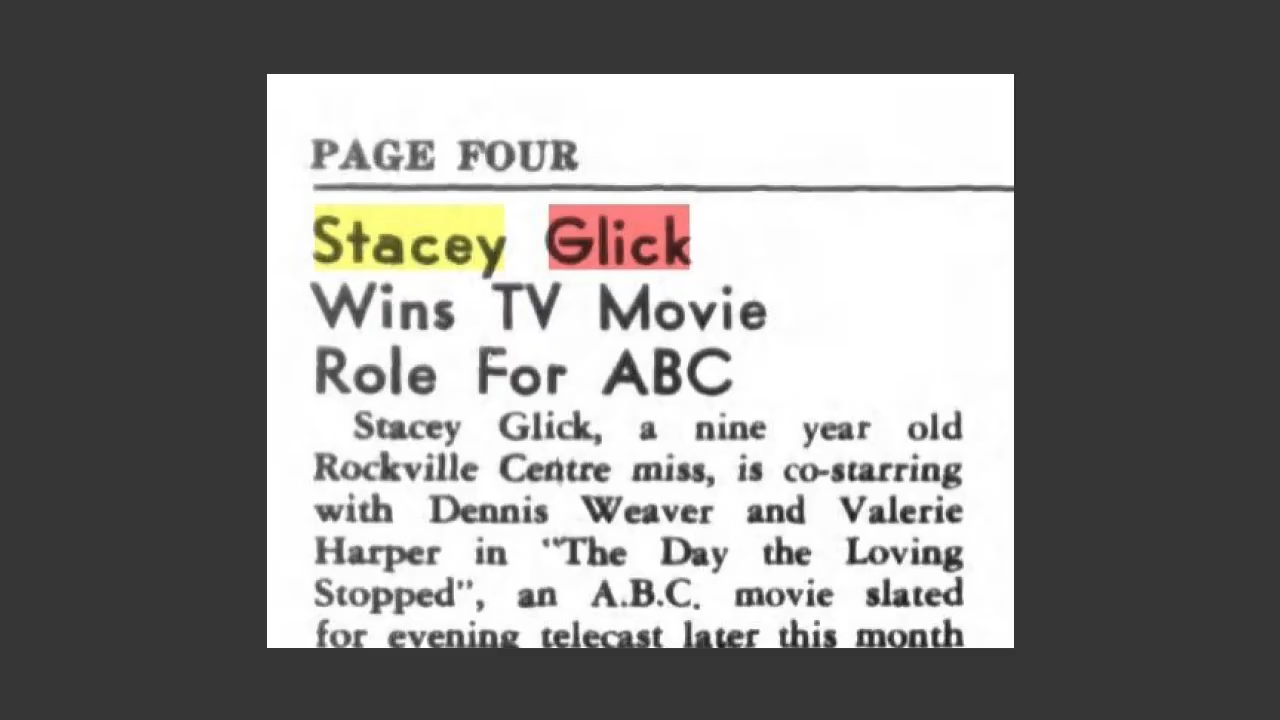 PAGE FOUR
Stacey Glick
Wins TV Movie
Role For ABC
Stacey Glick, a nine year old
Rockville Centre miss, is co-starring
with Dennis Weaver and Valerie
Harper in "The Day the Loving
Stopped", an A.B.C. movie slated
for evening telecast later this month